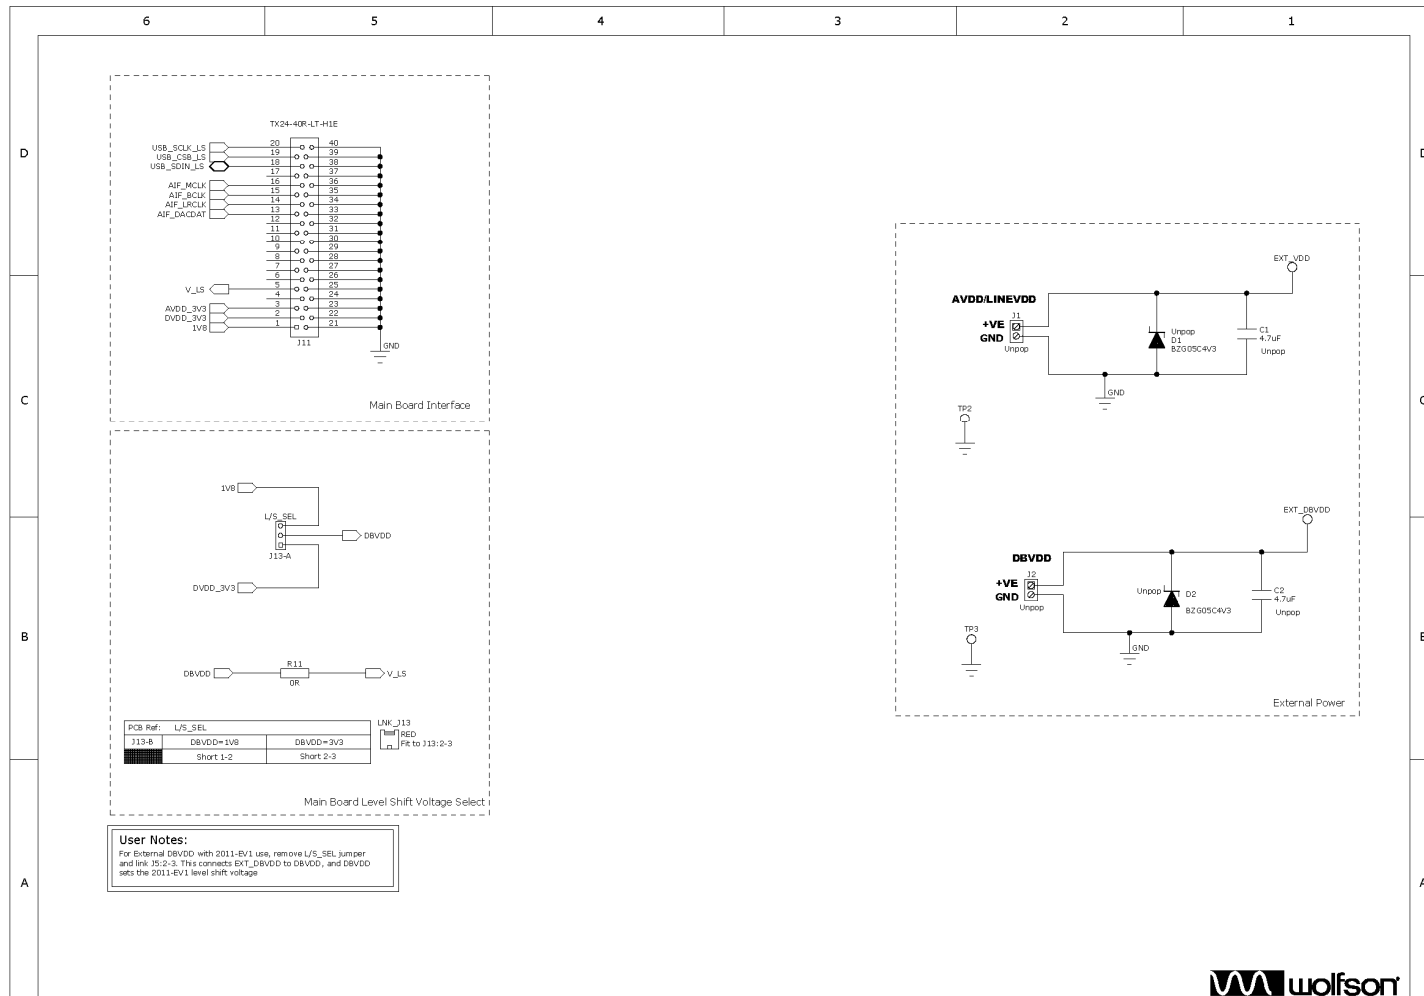 6 5 4 3 2 1
D
C
B
A
TX24-40R-LT-H1E
USB_SCLK_LS 20 40
USB_CSB_LS 19 39
USB_SDIN_LS 18 38
17 37
AIF_MCLK 16 36
AIF_BCLK 15 35
AIF_LRCLK 14 34
AIF_DACDAT 13 33
12 32
11 31
10 30
9 29
8 28
7 27
6 26
V_LS 5 25
4 24
AVDD_3V3 3 23
DVDD_3V3 2 22
1V8 1 21
J11
GND
Main Board Interface
1V8
L/S_SEL
DBVDD
J13-A
DVDD_3V3
DBVDD R11 V_LS
0R
PCB Ref: L/S_SEL
J13-B DBVDD=1V8 DBVDD=3V3
Short 1-2 Short 2-3
LNK_J13
RED
Fit to J13:2-3
Main Board Level Shift Voltage Select
User Notes:
For External DBVDD with 2011-EV1 use, remove L/S_SEL jumper
and link J5:2-3. This connects EXT_DBVDD to DBVDD, and DBVDD
sets the 2011-EV1 level shift voltage
EXT_VDD
AVDD/LINEVDD
J1
+VE
GND
Unpop
Unpop
D1
BZG05C4V3
C1
4.7uF
Unpop
GND
TP2
EXT_DBVDD
DBVDD
J2
+VE
GND
Unpop
Unpop D2
BZG05C4V3
C2
4.7uF
Unpop
GND
TP3
External Power
D
C
B
A
wolfson